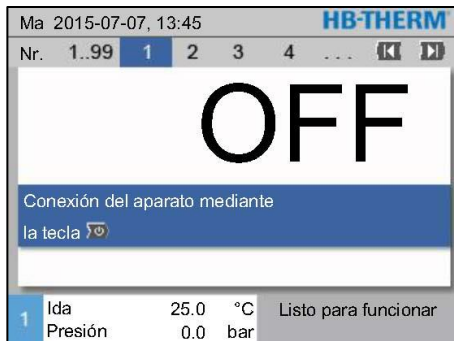 Ma 2015-07-07, 13:45 HB-THERM
Nr. 1..99 1 2 3 4 ...
OFF
Conexión del aparato mediante
la tecla
1 Ida 25.0 °C Listo para funcionar
Presión 0.0 bar